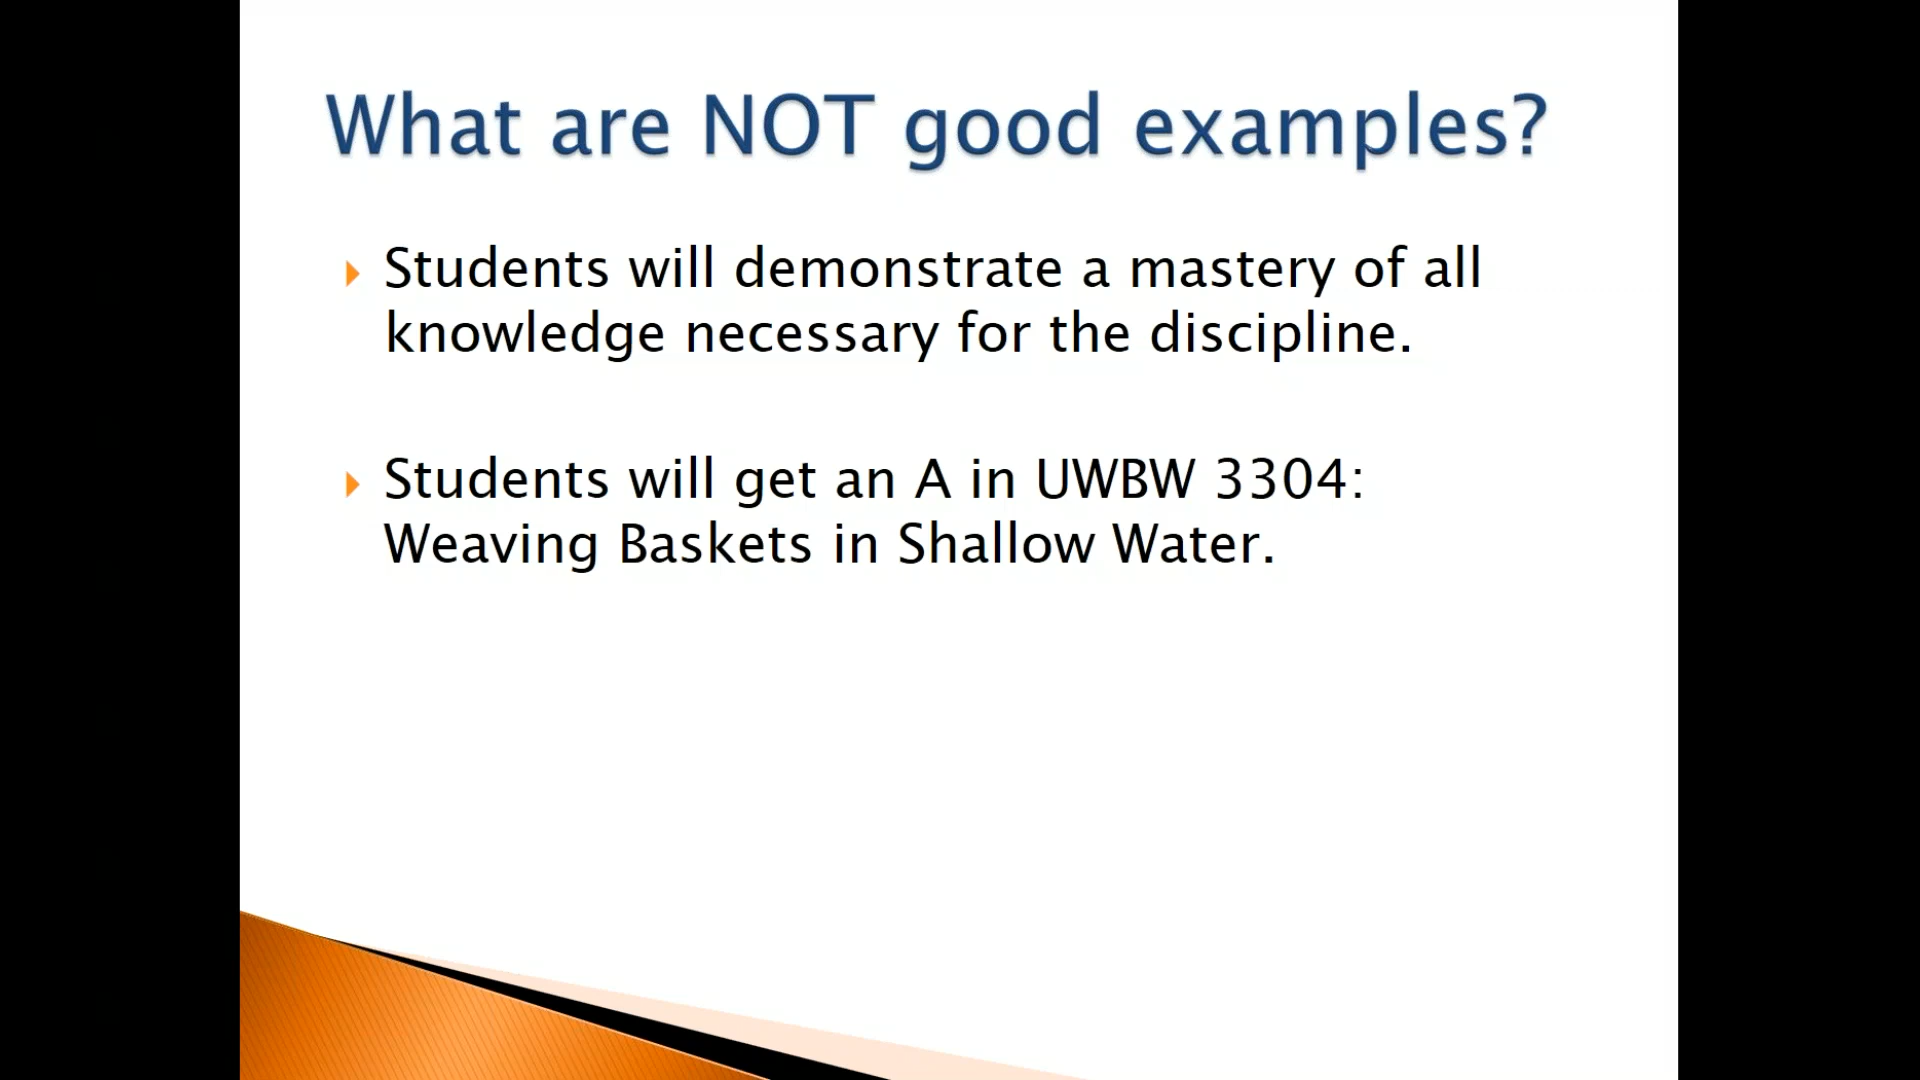 What are NOT good examples?
Students will demonstrate a mastery of all
knowledge necessary for the discipline.
Students will get an A in UWBW 3304:
Weaving Baskets in Shallow Water.